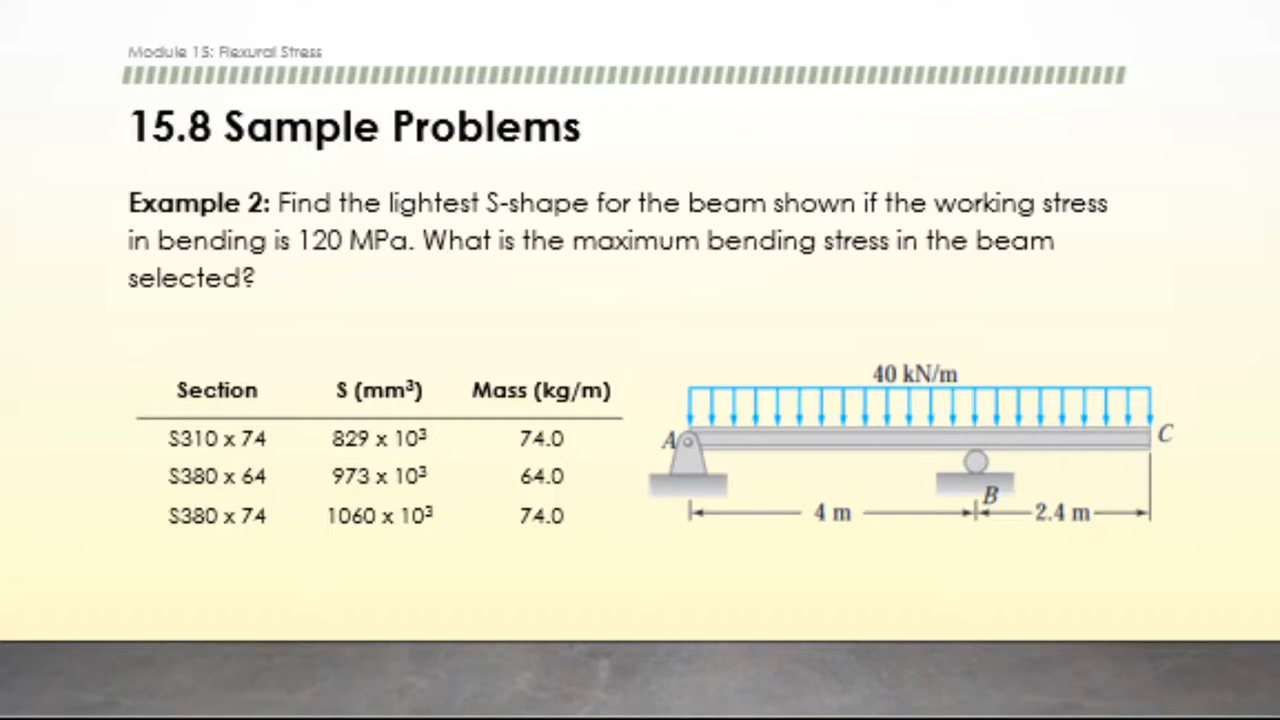 Module 15: Flexural Stress
15.8 Sample Problems
Example 2: Find the lightest S-shape for the beam shown if the working stress
in bending is 120 MPa. What is the maximum bending stress in the beam
selected?
Section S (mm³) Mass (kg/m)
S310 x 74 829 x 10³ 74.0
S380 x 64 973 x 10³ 64.0
S380 x 74 1060 x 10³ 74.0
40 kN/m
A
C
B
4 m
2.4 m